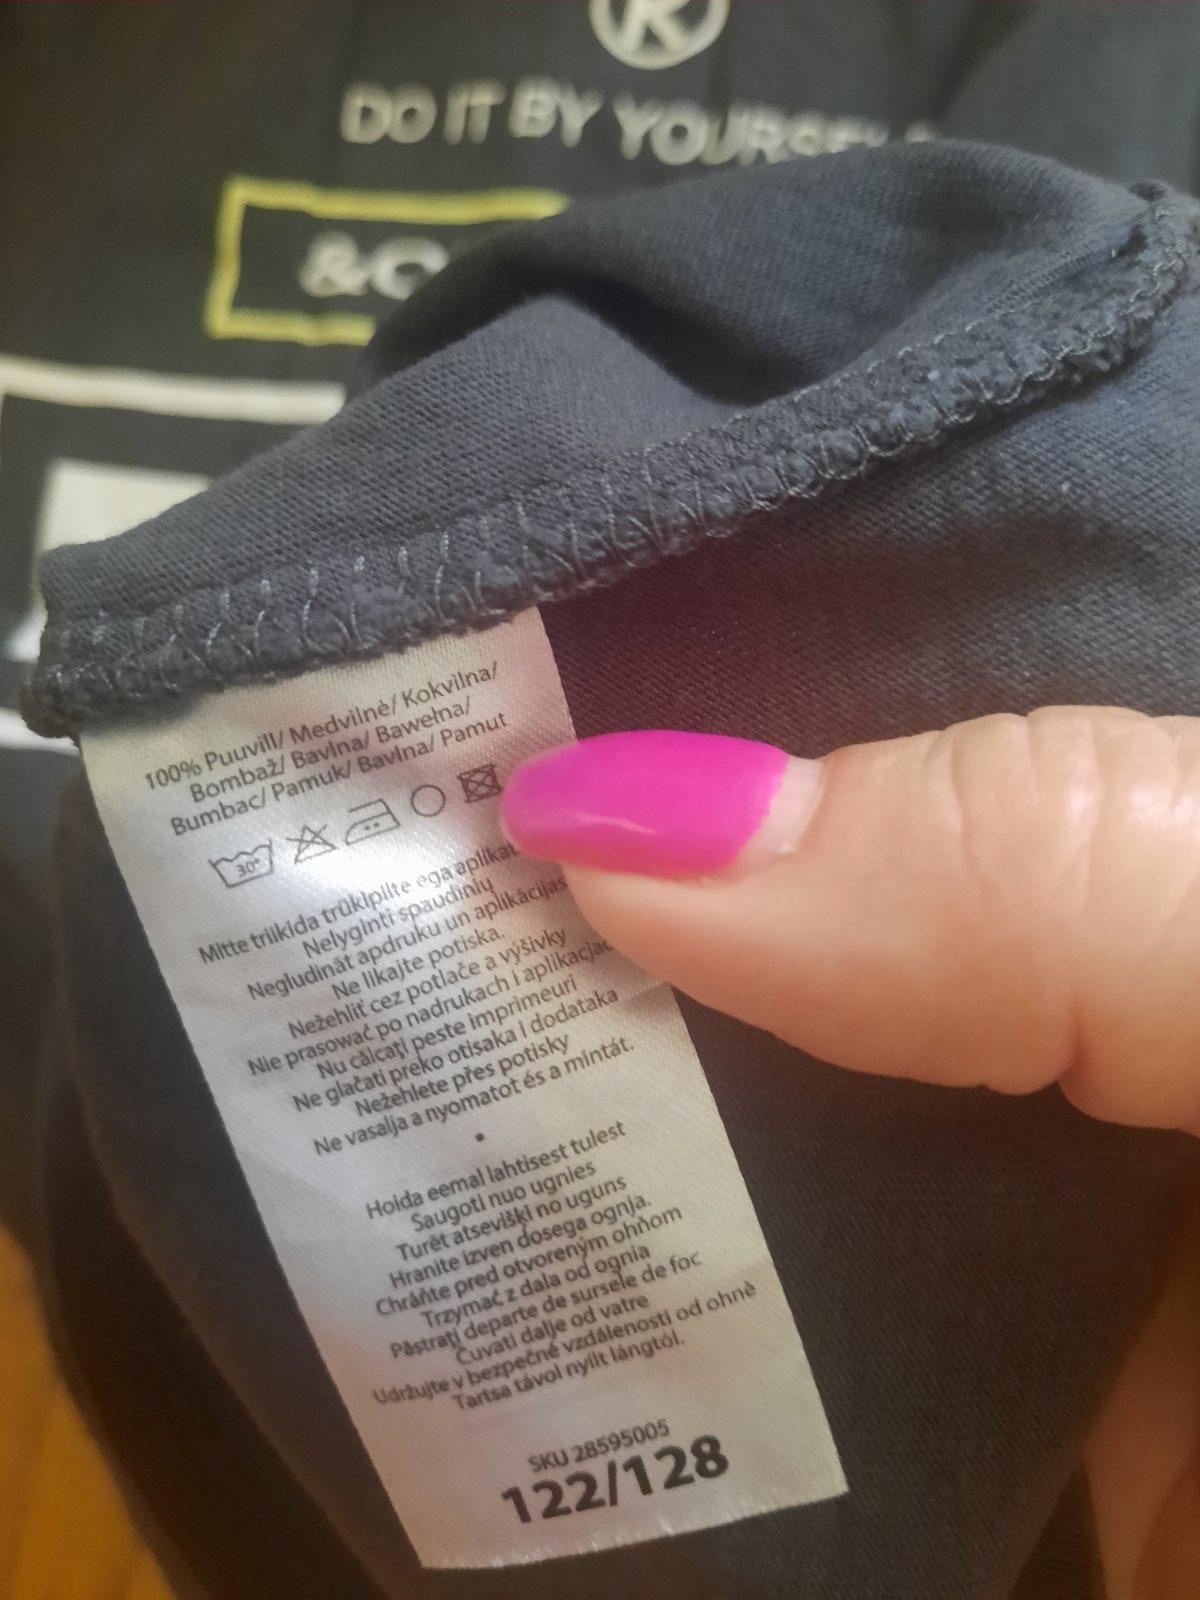 R
DO IT BY YOURSELF
100% Puuvill/ Medvilnė/ Kokvilna/
Bombaž/ Bavlna/ Bawełna/
Bumbac/ Pamuk/ Bavlna/ Pamut
30°
Mitte triikida trükipilte ega
Nelyginti spaudinių
Negludināt apdruku un aplikācijas
Ne likajte potiska.
Nežehliť cez potlače a výšivky
Nie prasować po nadrukach i aplikacjac
Nu călcaţi peste imprimeuri
Ne glačati preko otisaka i dodataka
Nežehlete přes potisky
Ne vasalja a nyomatot és a mintát.
•
Hoida eemal lahtisest tulest
Saugoti nuo ugnies
Turēt atsevišķi no uguns
Hranite izven dosega ognja.
Chráňte pred otvoreným ohňom
Trzymać z dala od ognia
Păstraţi departe de sursele de foc
Čuvati dalje od vatre
Udržujte v bezpečné vzdálenosti od ohně
Tartsa távol nyílt lángtól.
SKU 28595005
122/128